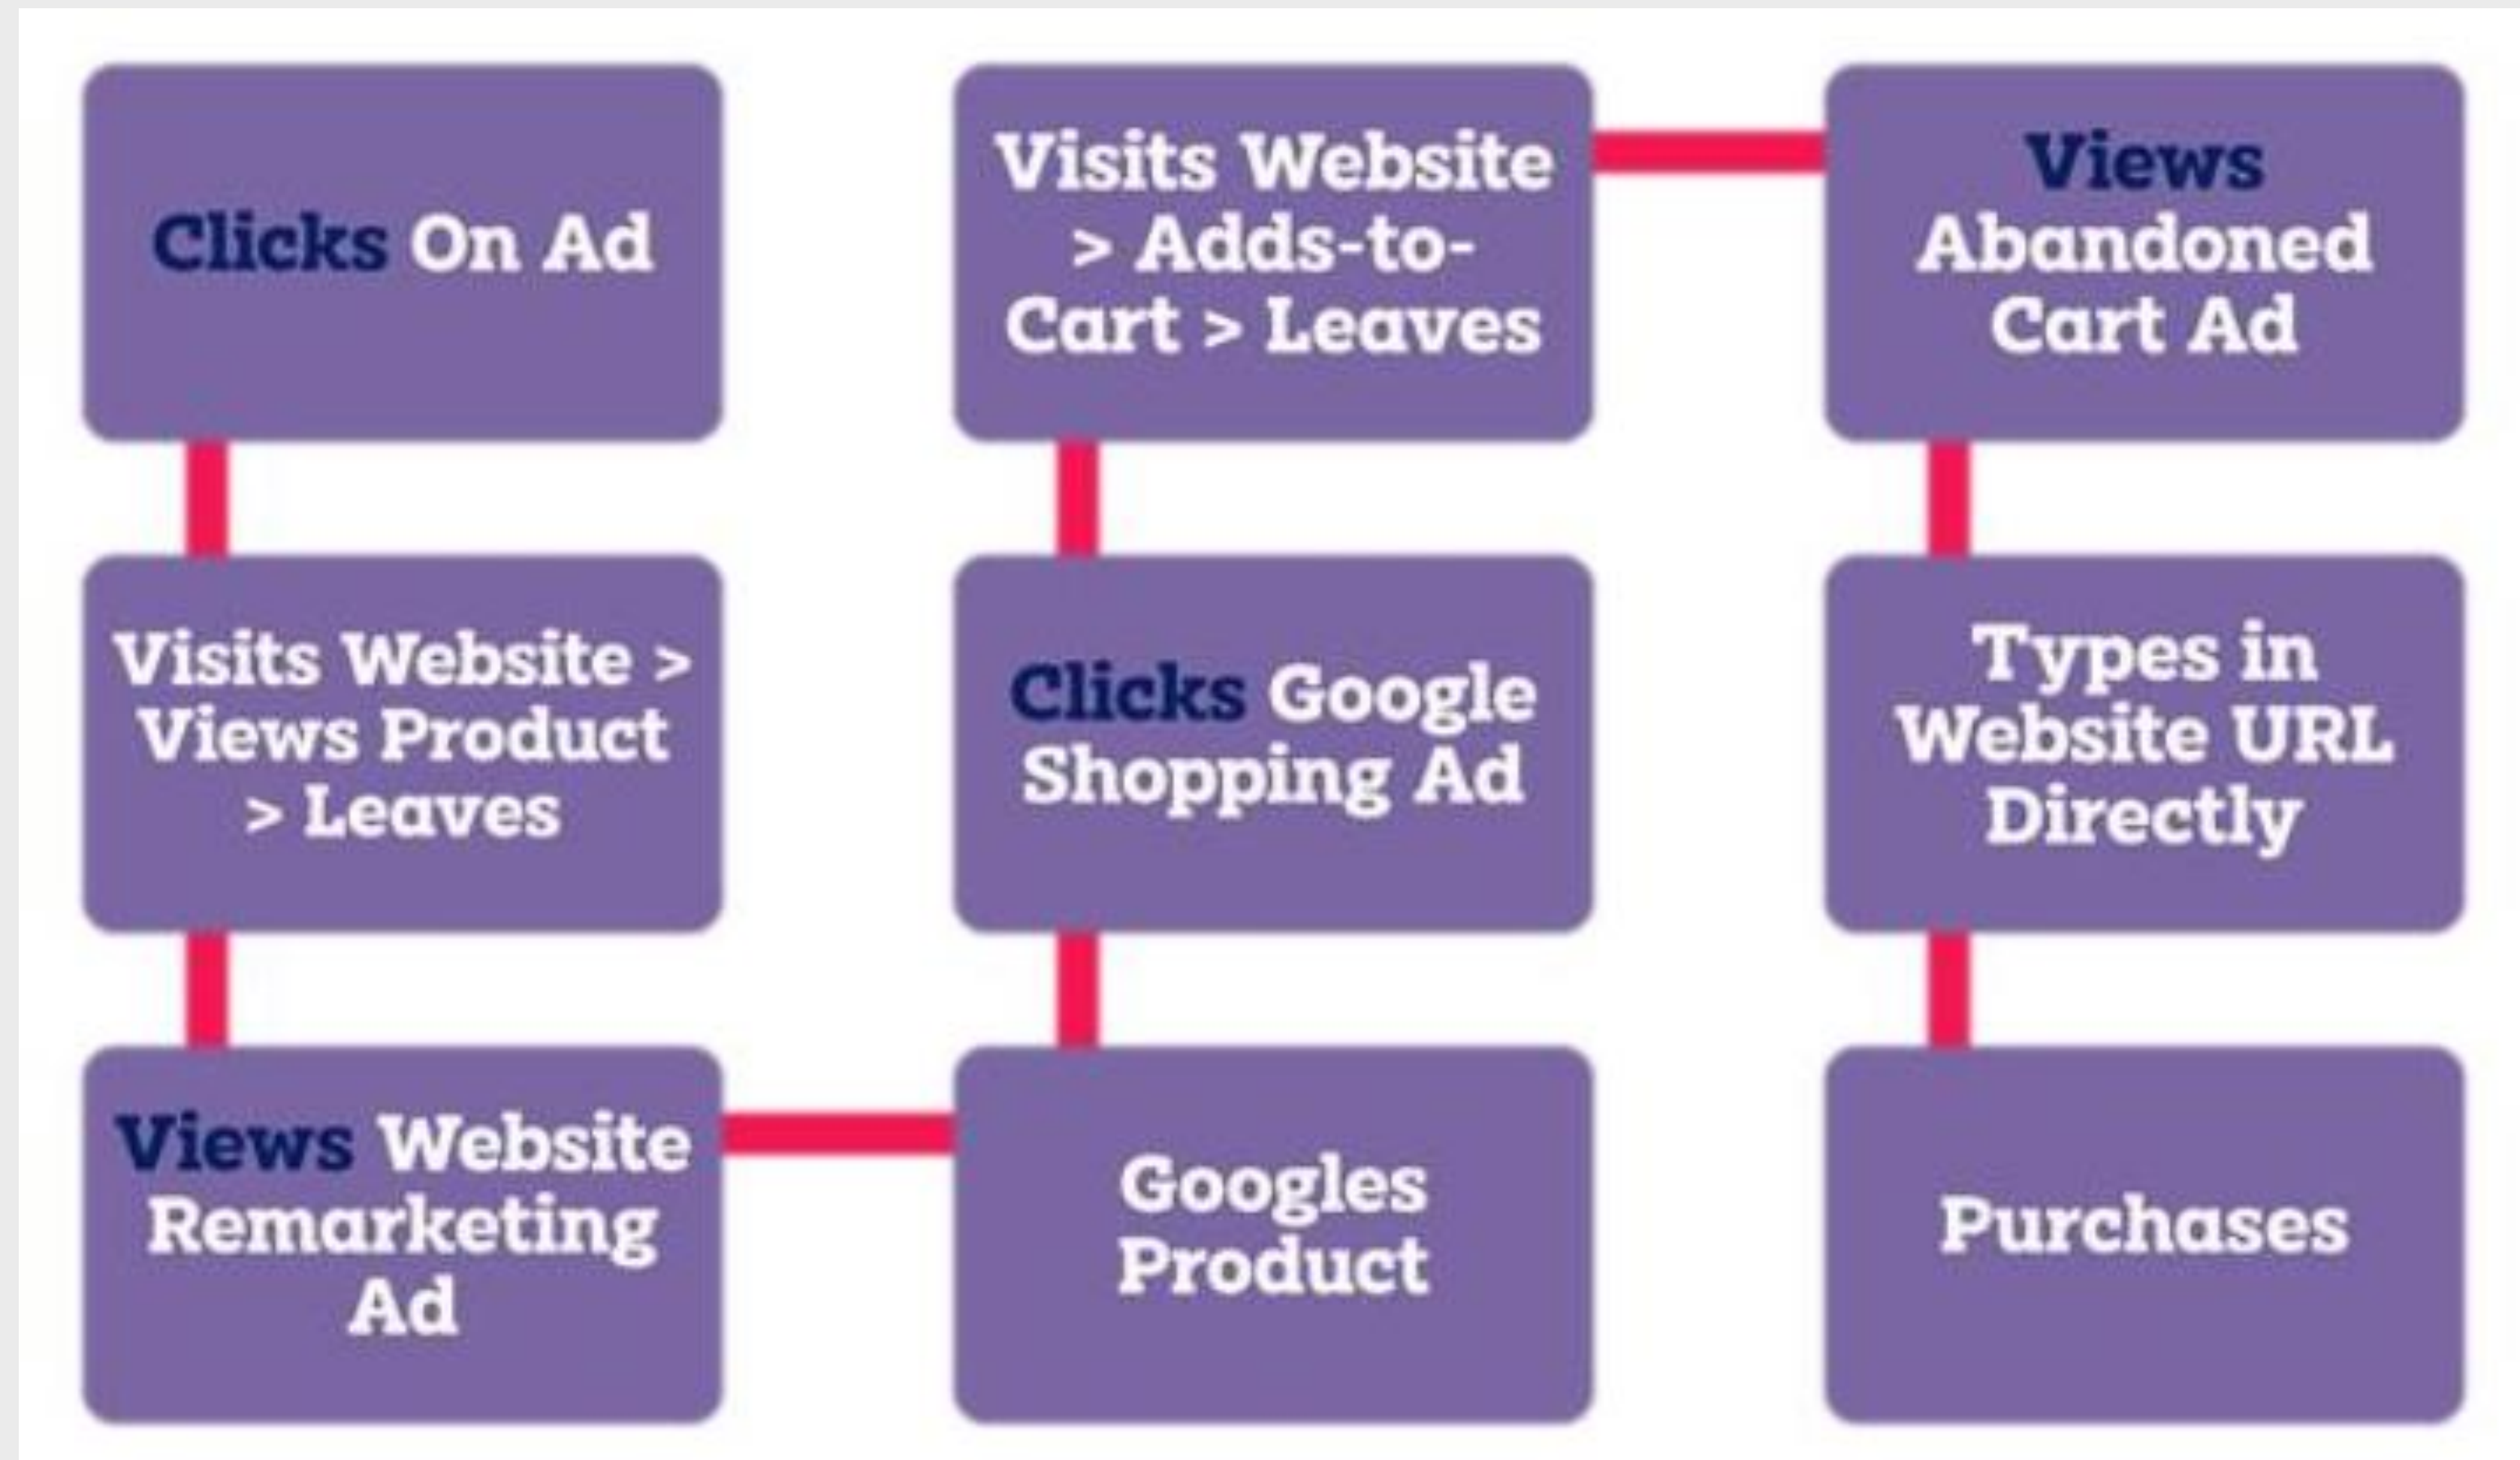 Clicks On Ad
Visits Website >
Views Product
> Leaves
Views Website
Remarketing
Ad
Googles
Product
Clicks Google
Shopping Ad
Visits Website
> Adds-to-
Cart > Leaves
Views
Abandoned
Cart Ad
Types in
Website URL
Directly
Purchases